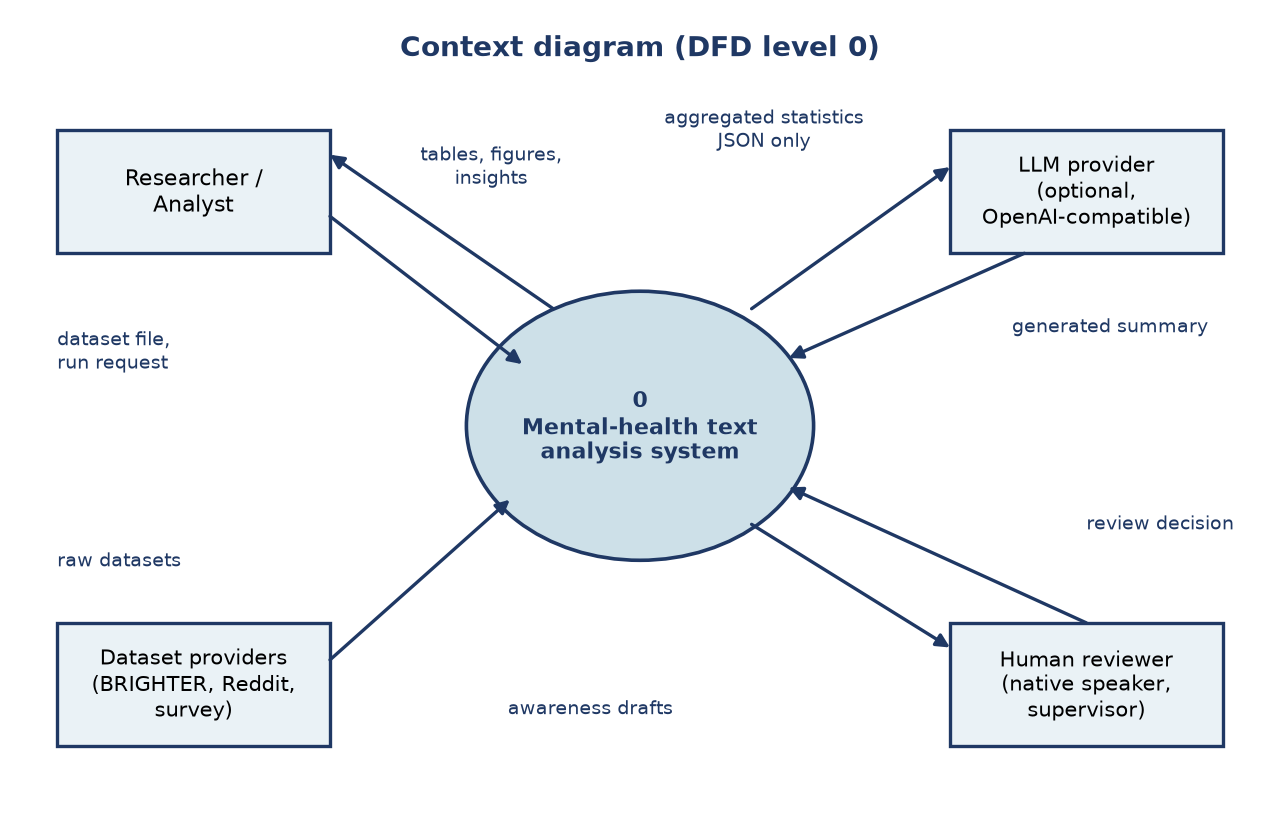 Context diagram (DFD level 0)
aggregated statistics
JSON only
tables, figures,
insights
Researcher /
Analyst
LLM provider
(optional,
OpenAI-compatible)
dataset file,
run request
generated summary
0
Mental-health text
analysis system
review decision
raw datasets
Dataset providers
(BRIGHTER, Reddit,
survey)
Human reviewer
(native speaker,
supervisor)
awareness drafts